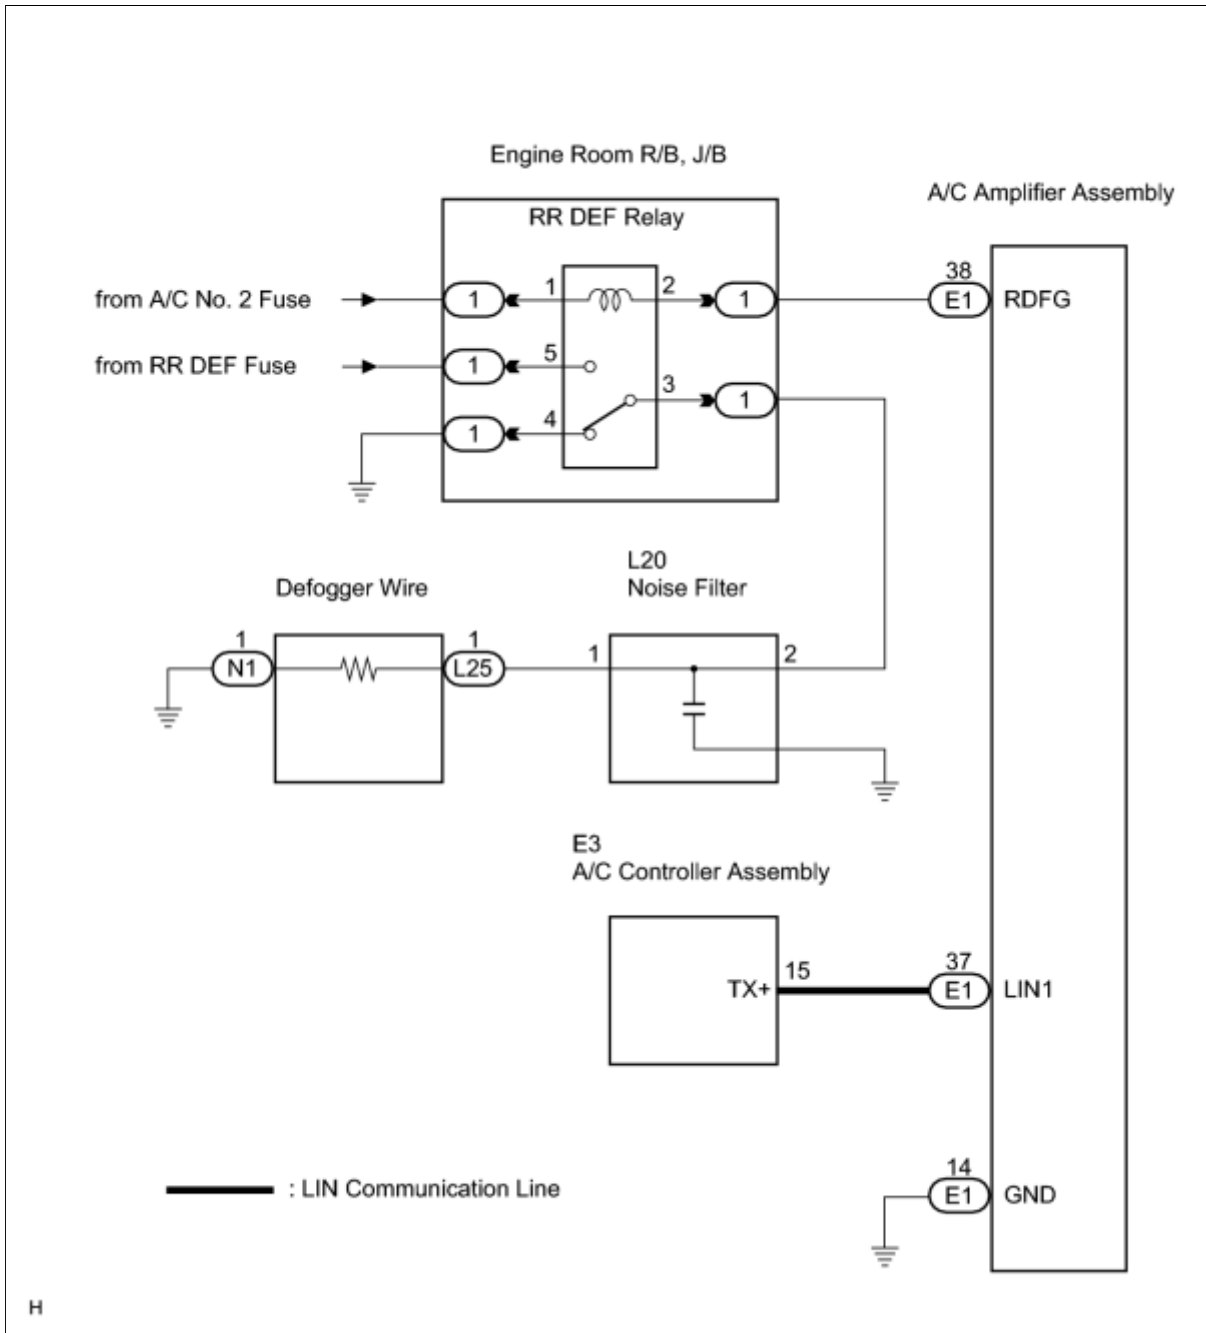 Engine Room R/B, J/B
A/C Amplifier Assembly
RR DEF Relay
from A/C No. 2 Fuse
1
1
2
1
38
E1
RDFG
from RR DEF Fuse
1
5
3
1
1
4
L20
Noise Filter
Defogger Wire
1
N1
1
L25
1
2
E3
A/C Controller Assembly
TX+
15
37
E1
LIN1
: LIN Communication Line
14
E1
GND
H